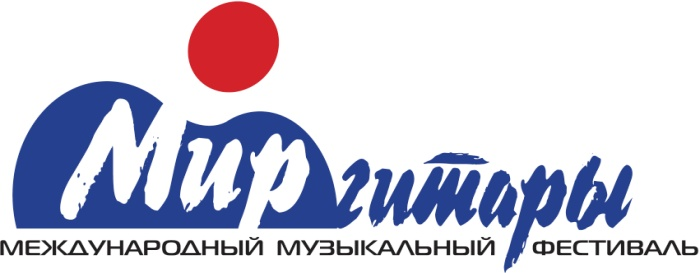 Мир гитары
МЕЖДУНАРОДНЫЙ МУЗЫКАЛЬНЫЙ ФЕСТИВАЛЬ